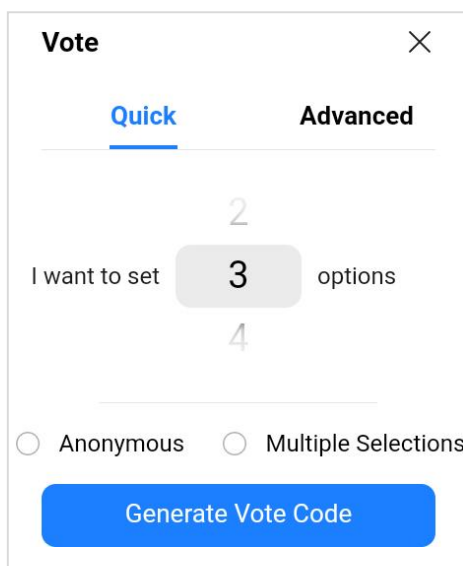 Vote
Quick Advanced
2
I want to set 3 options
4
Anonymous Multiple Selections
Generate Vote Code